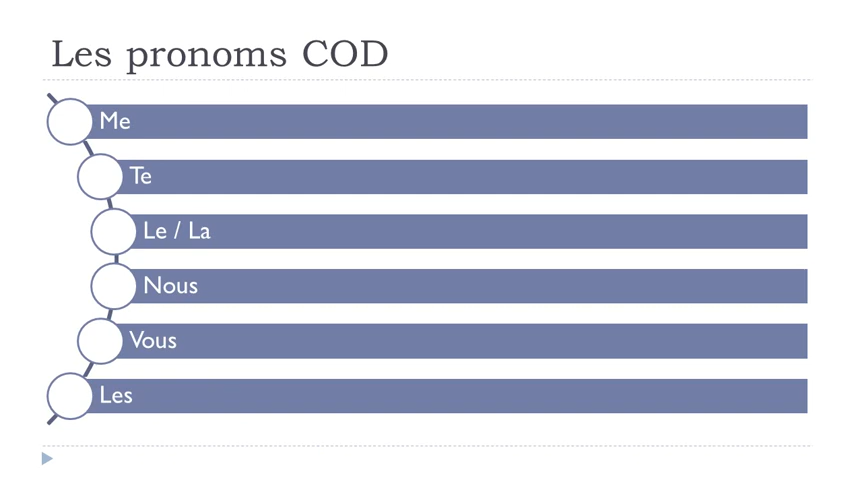 Les pronoms COD
Me
Te
Le / La
Nous
Vous
Les